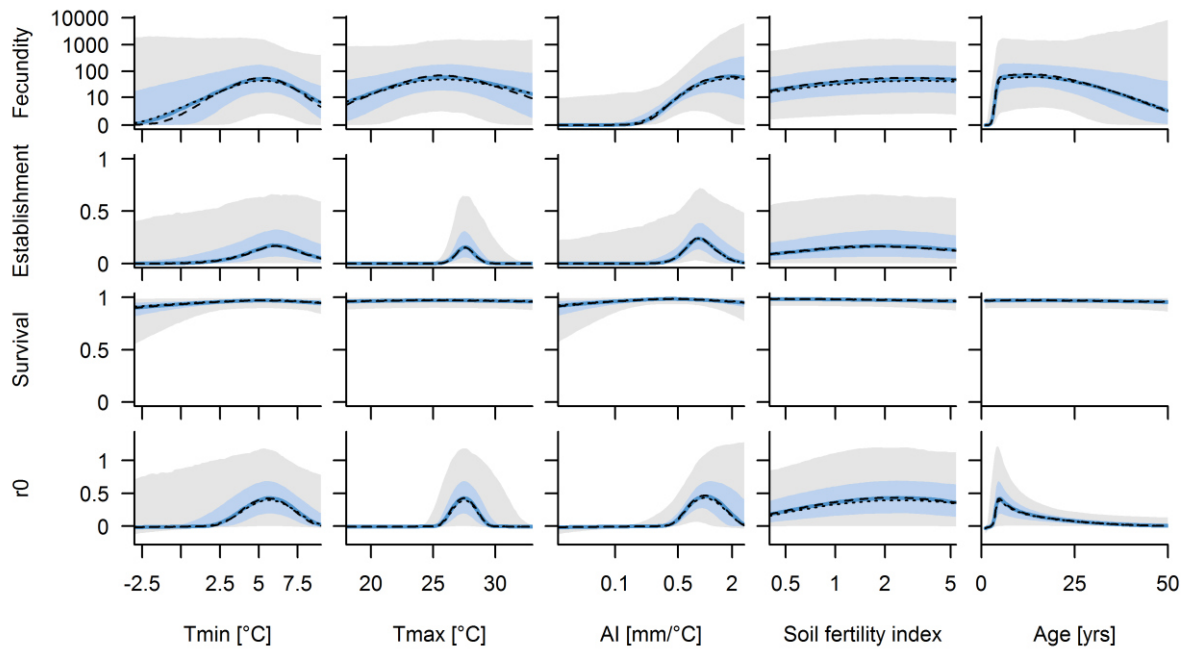 Fecundity
10000
1000
100
10
0
Establishment
1
0.5
0
Survival
1
0.5
0
r0
1
0.5
0
-2.5 5 7.5 20 25 30 0.1 0.5 2 0.5 1 2 5 0 25 50
Tmin [°C] Tmax [°C] AI [mm/°C] Soil fertility index Age [yrs]